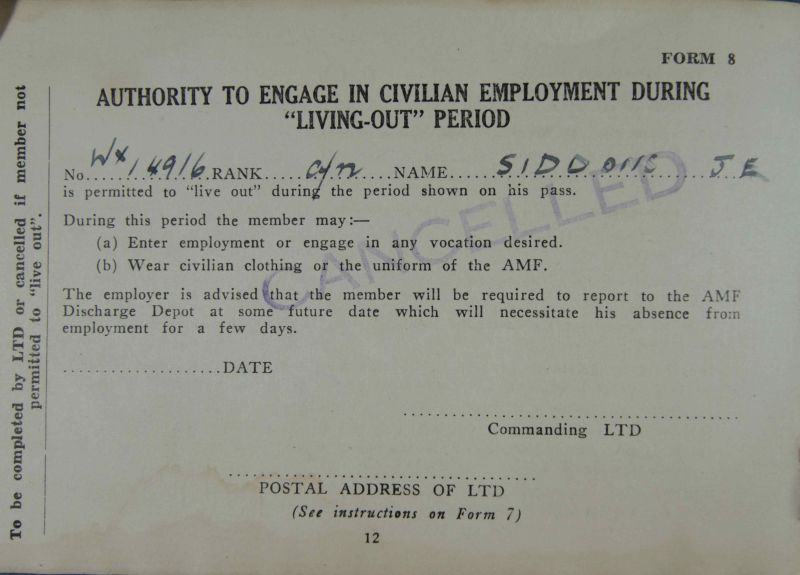 FORM 8
AUTHORITY TO ENGAGE IN CIVILIAN EMPLOYMENT DURING
"LIVING-OUT" PERIOD
No. WX 14916 RANK NAME J E
is permitted to "live out" during the period shown on his pass.
During this period the member may:—
(a) Enter employment or engage in any vocation desired.
(b) Wear civilian clothing or the uniform of the AMF.
CANCELLED
The employer is advised that the member will be required to report to the AMF
Discharge Depot at some future date which will necessitate his absence from
employment for a few days.
....................DATE
Commanding LTD
POSTAL ADDRESS OF LTD
(See instructions on Form 7)
12
To be completed by LTD or cancelled if member not
permitted to "live out".